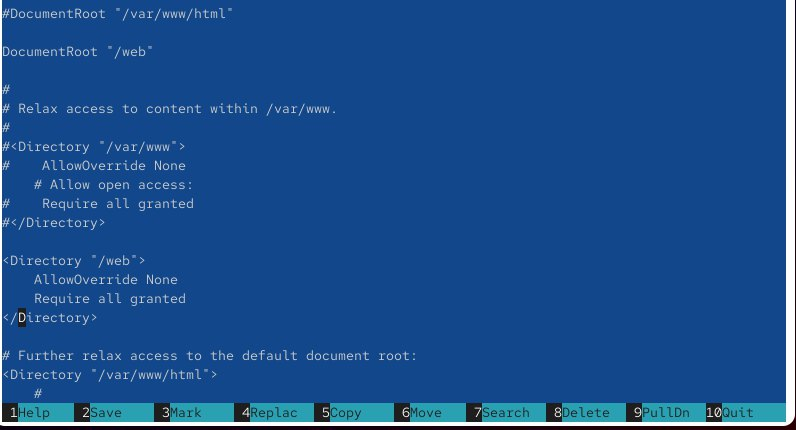 #DocumentRoot "/var/www/html"
DocumentRoot "/web"
#
# Relax access to content within /var/www.
#
#<Directory "/var/www">
#    AllowOverride None
    # Allow open access:
#    Require all granted
#</Directory>
<Directory "/web">
    AllowOverride None
    Require all granted
</Directory>
# Further relax access to the default document root:
<Directory "/var/www/html">
    #
1Help 2Save 3Mark 4Replac 5Copy 6Move 7Search 8Delete 9PullDn 10Quit